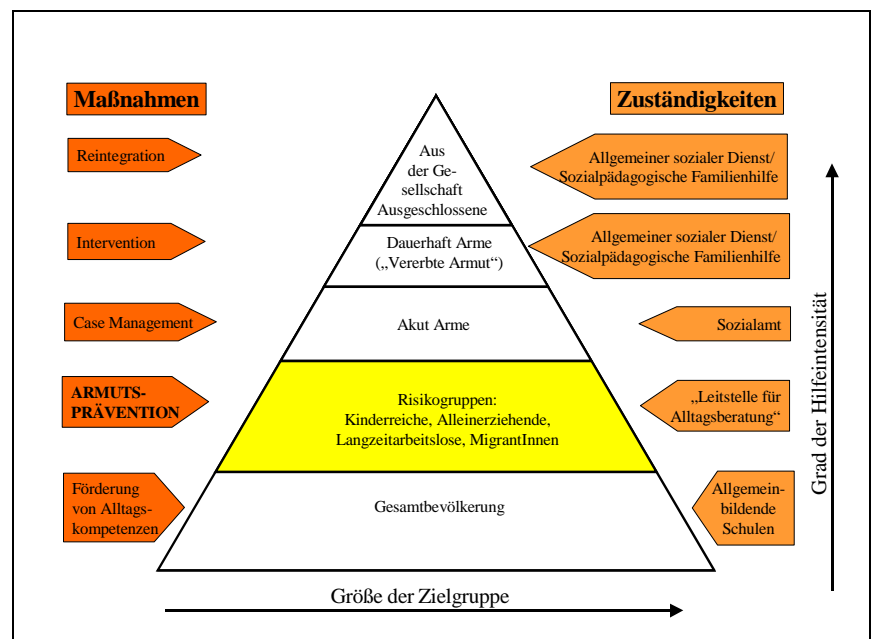 Maßnahmen
Zuständigkeiten
Reintegration
Aus
der Ge-
sellschaft
Ausgeschlossene
Allgemeiner sozialer Dienst/
Sozialpädagogische Familienhilfe
Intervention
Dauerhaft Arme
(„Vererbte Armut“)
Allgemeiner sozialer Dienst/
Sozialpädagogische Familienhilfe
Case Management
Akut Arme
Sozialamt
ARMUTS-
PRÄVENTION
Risikogruppen:
Kinderreiche, Alleinerziehende,
Langzeitarbeitslose, MigrantInnen
„Leitstelle für
Alltagsberatung“
Förderung
von Alltags-
kompetenzen
Gesamtbevölkerung
Allgemein-
bildende
Schulen
Grad der Hilfeintensität
Größe der Zielgruppe